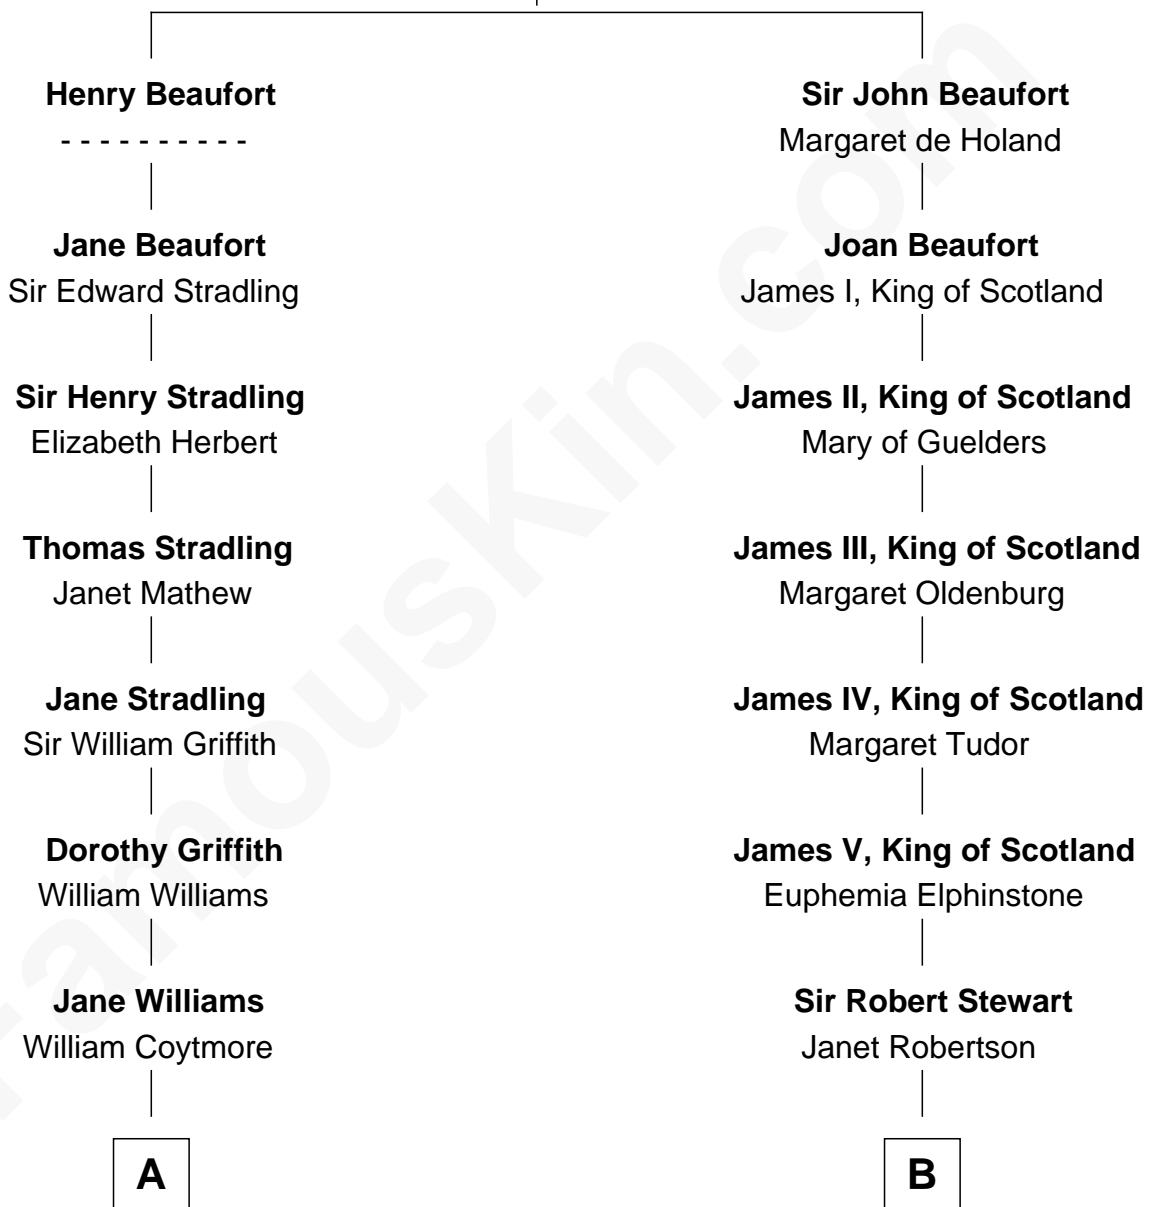 Henry Beaufort
- - - - - - - - - -
Jane Beaufort
Sir Edward Stradling
Sir Henry Stradling
Elizabeth Herbert
Thomas Stradling
Janet Mathew
Jane Stradling
Sir William Griffith
Dorothy Griffith
William Williams
Jane Williams
William Coytmore
A
Sir John Beaufort
Margaret de Holand
Joan Beaufort
James I, King of Scotland
James II, King of Scotland
Mary of Guelders
James III, King of Scotland
Margaret Oldenburg
James IV, King of Scotland
Margaret Tudor
James V, King of Scotland
Euphemia Elphinstone
Sir Robert Stewart
Janet Robertson
B
FamousKin.com